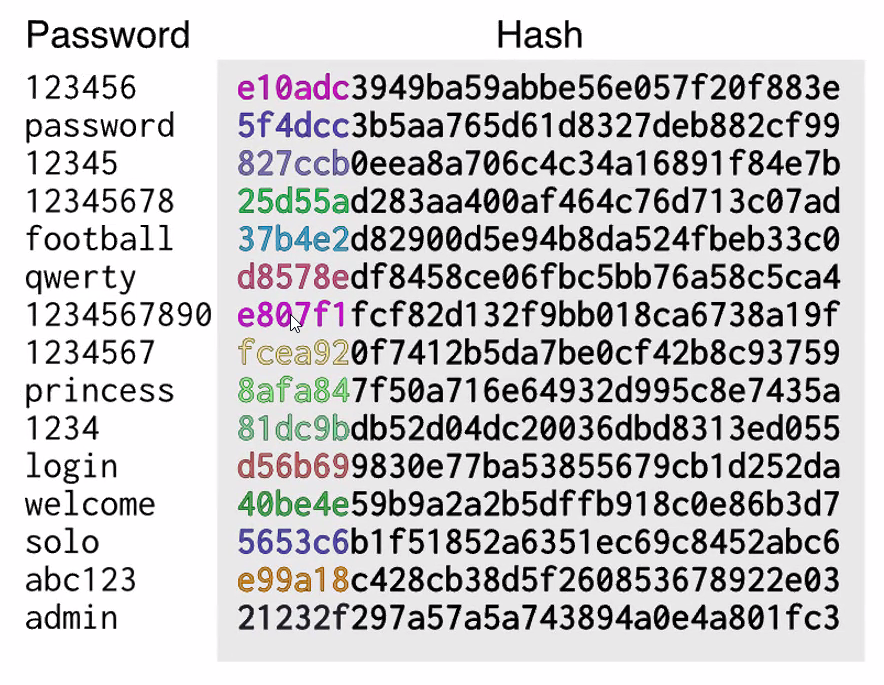 Password Hash
123456 e10adc3949ba59abbe56e057f20f883e
password 5f4dcc3b5aa765d61d8327deb882cf99
12345 827ccb0eea8a706c4c34a16891f84e7b
12345678 25d55ad283aa400af464c76d713c07ad
football 37b4e2d82900d5e94b8da524fbeb33c0
qwerty d8578edf8458ce06fbc5bb76a58c5ca4
1234567890 e807f1fcf82d132f9bb018ca6738a19f
1234567 fcea920f7412b5da7be0cf42b8c93759
princess 8afa847f50a716e64932d995c8e7435a
1234 81dc9bdb52d04dc20036dbd8313ed055
login d56b699830e77ba53855679cb1d252da
welcome 40be4e59b9a2a2b5dffb918c0e86b3d7
solo 5653c6b1f51852a6351ec69c8452abc6
abc123 e99a18c428cb38d5f260853678922e03
admin 21232f297a57a5a743894a0e4a801fc3